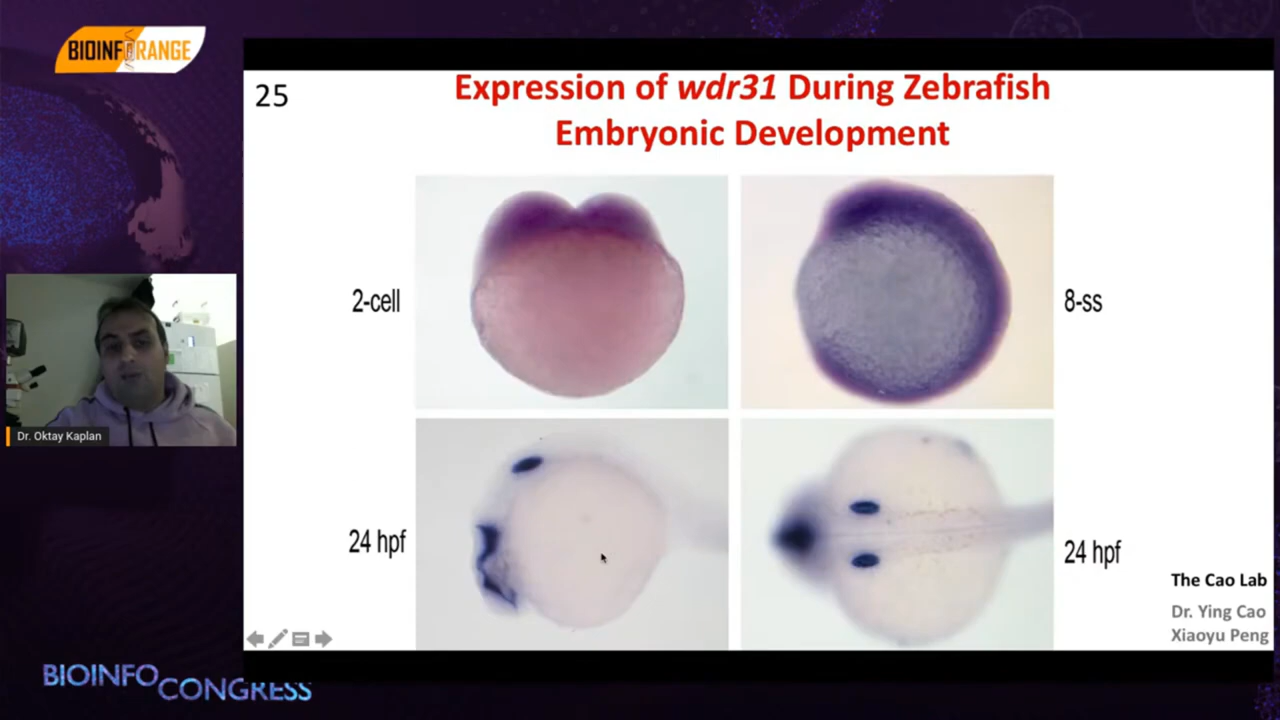 BIOINFORANGE
25
Expression of wdr31 During Zebrafish
Embryonic Development
2-cell
8-ss
24 hpf
24 hpf
The Cao Lab
Dr. Ying Cao
Xiaoyu Peng
Dr. Oktay Kaplan
BIOINFO
CONGRESS